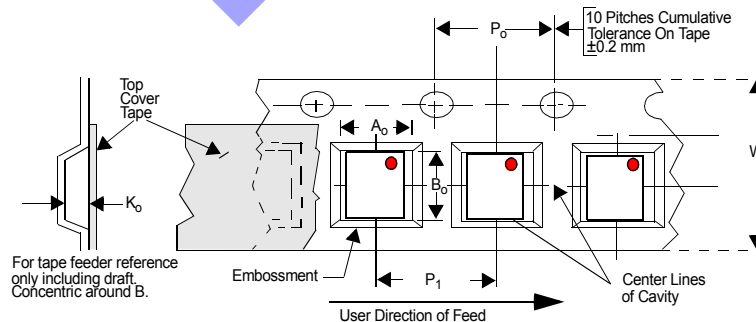 10 Pitches Cumulative
Tolerance On Tape
±0.2 mm
Po
Top
Cover
Tape
Ao
W
Bo
Ko
For tape feeder reference
only including draft.
Concentric around B.
Embossment
P1
Center Lines
of Cavity
User Direction of Feed